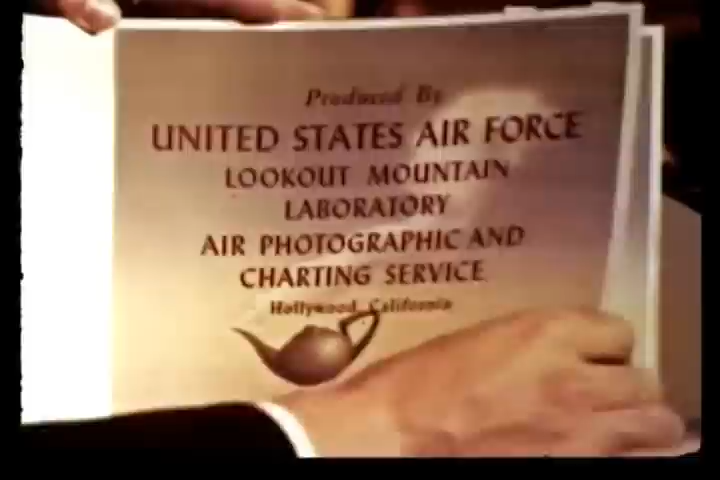 Produced By
UNITED STATES AIR FORCE
LOOKOUT MOUNTAIN
LABORATORY
AIR PHOTOGRAPHIC AND
CHARTING SERVICE
Hollywood, California